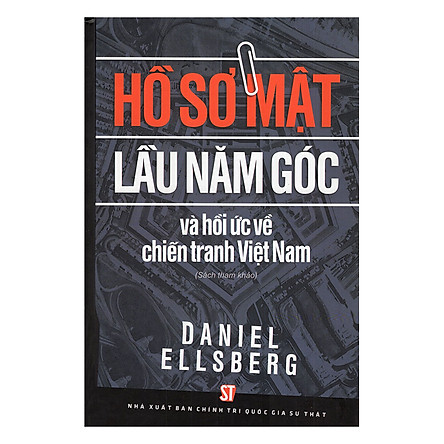 HỒ SƠ MẬT
LẦU NĂM GÓC
và hồi ức về
chiến tranh Việt Nam
(Sách tham khảo)
DANIEL
ELLSBERG
ST
NHÀ XUẤT BẢN CHÍNH TRỊ QUỐC GIA SỰ THẬT